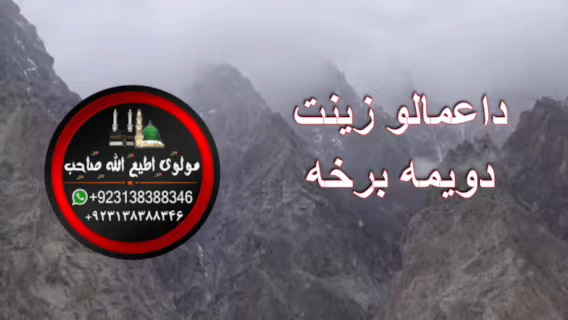 داعمالو زینت
دویمه برخه
مولوی اطیع الله صاحب
+923138388346
+۹۲۳۱۳۸۳۸۸۳۴۶